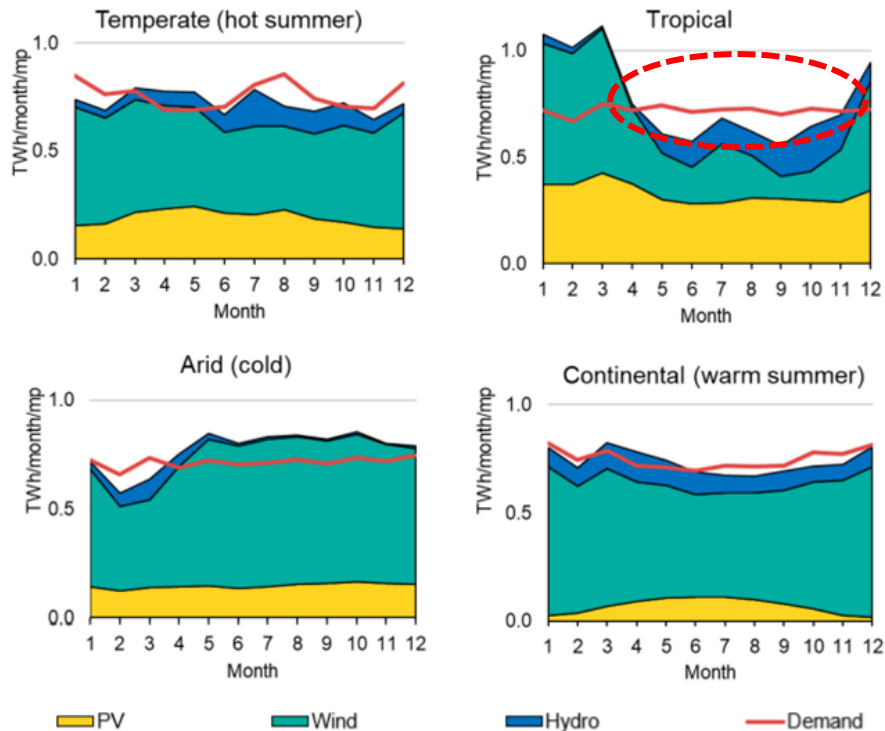 Temperate (hot summer)
TWh/month/mp
1.0
0.5
0.0
1 2 3 4 5 6 7 8 9 10 11 12
Month
Tropical
TWh/month/mp
1.0
0.5
0.0
1 2 3 4 5 6 7 8 9 10 11 12
Month
Arid (cold)
TWh/month/mp
1.0
0.5
0.0
1 2 3 4 5 6 7 8 9 10 11 12
Month
Continental (warm summer)
TWh/month/mp
1.0
0.5
0.0
1 2 3 4 5 6 7 8 9 10 11 12
Month
PV Wind Hydro Demand